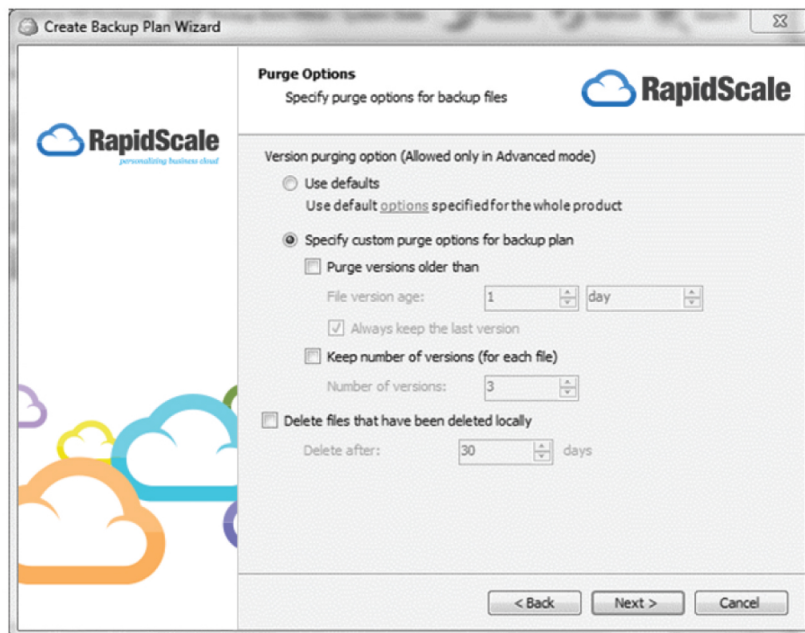 Create Backup Plan Wizard
RapidScale
personalizing business cloud
Purge Options
Specify purge options for backup files
RapidScale
Version purging option (Allowed only in Advanced mode)
Use defaults
Use default options specified for the whole product
Specify custom purge options for backup plan
Purge versions older than
File version age: 1 day
Always keep the last version
Keep number of versions (for each file)
Number of versions: 3
Delete files that have been deleted locally
Delete after: 30 days
< Back Next > Cancel